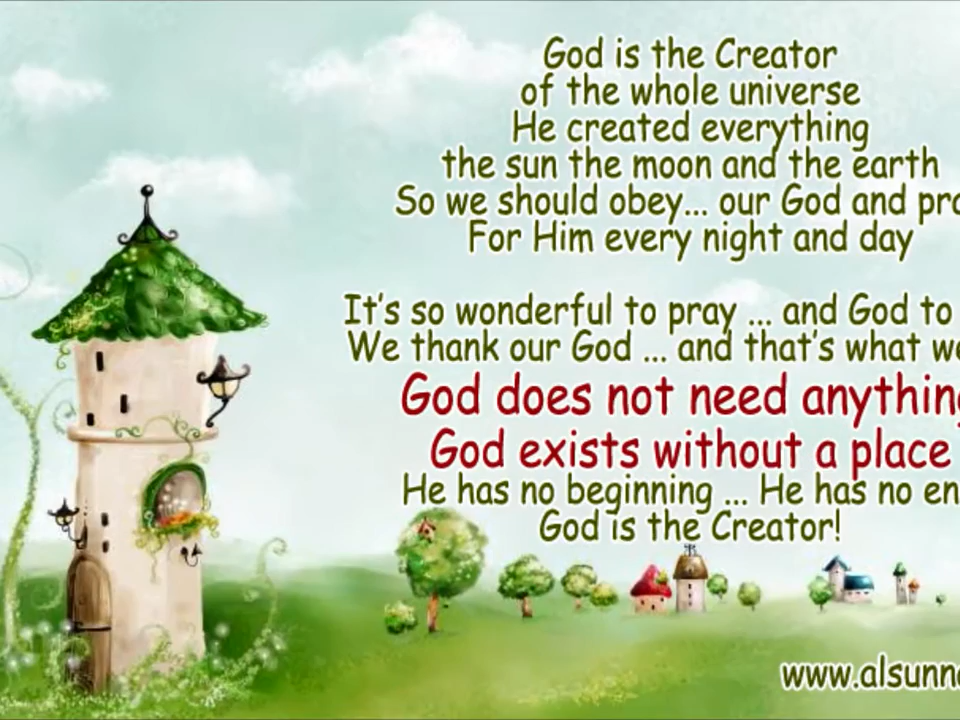 God is the Creator
of the whole universe
He created everything
the sun the moon and the earth
So we should obey... our God and pra
For Him every night and day
It's so wonderful to pray ... and God to
We thank our God ... and that's what we
God does not need anything
God exists without a place
He has no beginning ... He has no en
God is the Creator!
www.alsunn